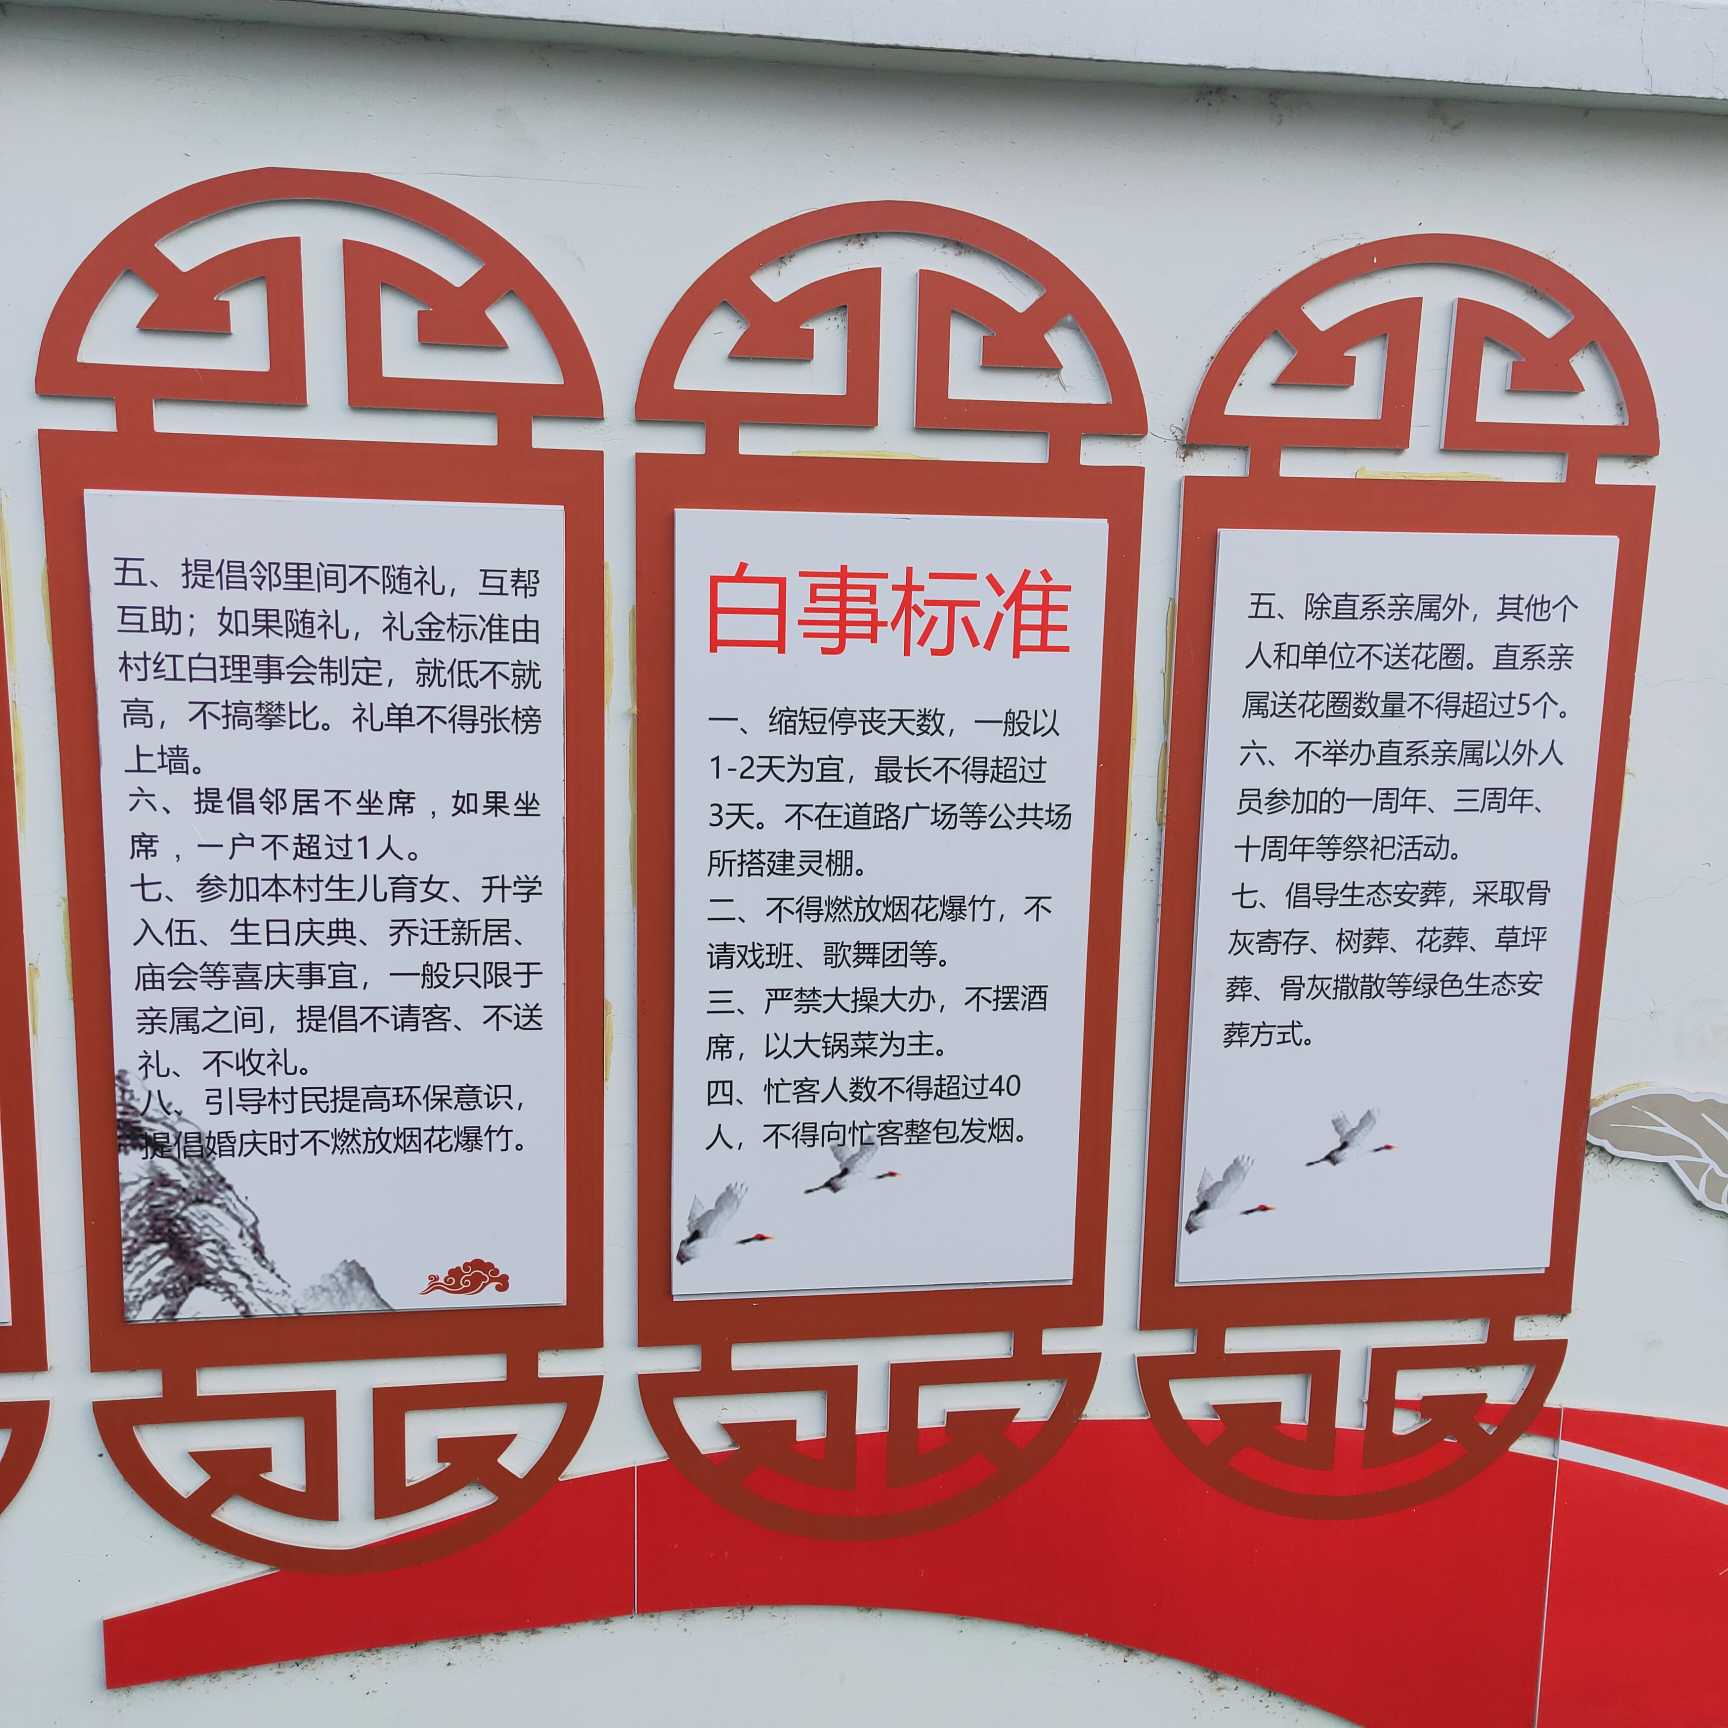 五、提倡邻里间不随礼，互帮
互助；如果随礼，礼金标准由
村红白理事会制定，就低不就
高，不搞攀比。礼单不得张榜
上墙。
六、提倡邻居不坐席，如果坐
席，一户不超过1人。
七、参加本村生儿育女、升学
入伍、生日庆典、乔迁新居、
庙会等喜庆事宜，一般只限于
亲属之间，提倡不请客、不送
礼、不收礼。
八、引导村民提高环保意识，
提倡婚庆时不燃放烟花爆竹。
白事标准
一、缩短停丧天数，一般以
1-2天为宜，最长不得超过
3天。不在道路广场等公共场
所搭建灵棚。
二、不得燃放烟花爆竹，不
请戏班、歌舞团等。
三、严禁大操大办，不摆酒
席，以大锅菜为主。
四、忙客人数不得超过40
人，不得向忙客整包发烟。
五、除直系亲属外，其他个
人和单位不送花圈。直系亲
属送花圈数量不得超过5个。
六、不举办直系亲属以外人
员参加的一周年、三周年、
十周年等祭祀活动。
七、倡导生态安葬，采取骨
灰寄存、树葬、花葬、草坪
葬、骨灰撒散等绿色生态安
葬方式。